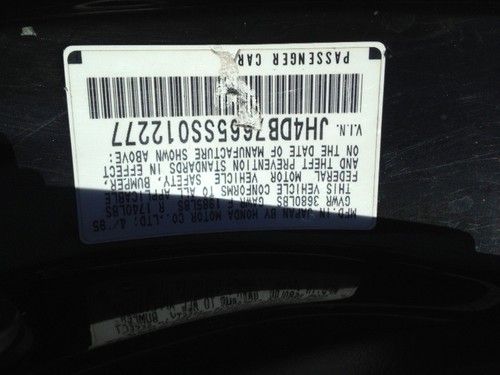 MFD. IN JAPAN BY HONDA MOTOR CO.,LTD; 4/'95
GVWR 3680LBS GAWR F 1985LBS R 1740LBS
THIS VEHICLE CONFORMS TO ALL APPLICABLE
FEDERAL MOTOR VEHICLE SAFETY, BUMPER,
AND THEFT PREVENTION STANDARDS IN EFFECT
ON THE DATE OF MANUFACTURE SHOWN ABOVE:
V.I.N. JH4DB7665SS012277
PASSENGER CAR